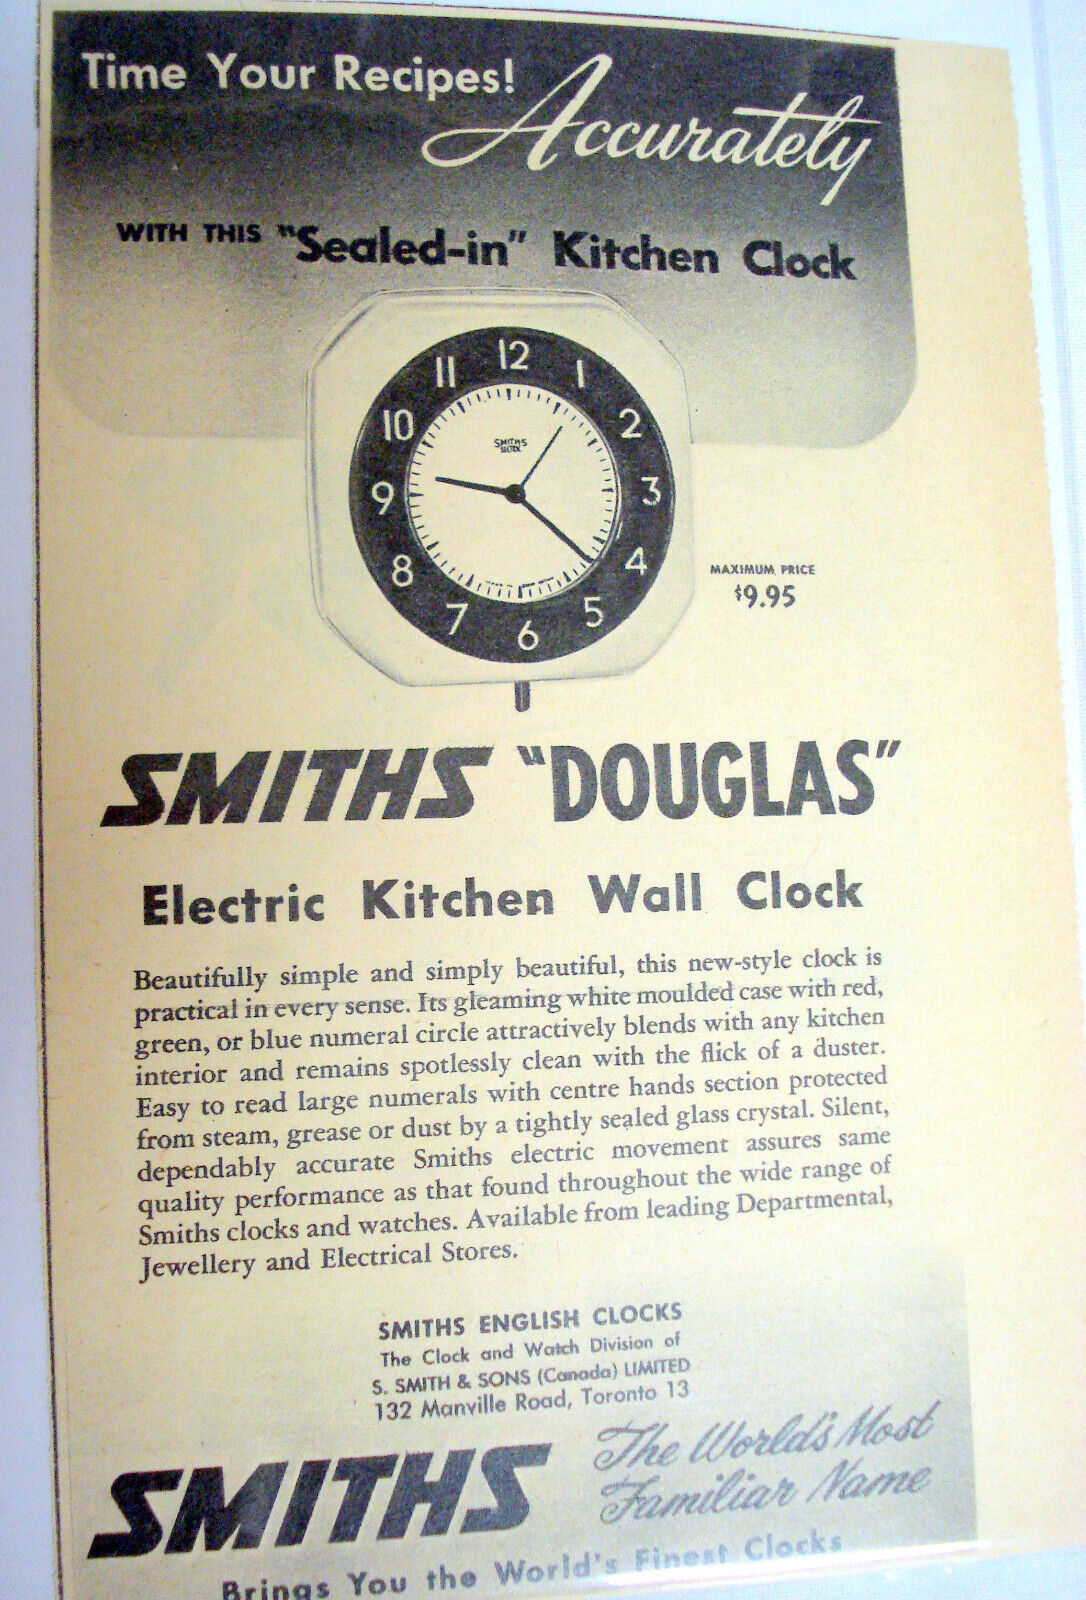 Time Your Recipes!
Accurately
WITH THIS "Sealed-in" Kitchen Clock
12
11 1
10 2
9 3
8 4
7 5
6
SMITHS
SECTRIC
MAXIMUM PRICE
$9.95
SMITHS "DOUGLAS"
Electric Kitchen Wall Clock
Beautifully simple and simply beautiful, this new-style clock is
practical in every sense. Its gleaming white moulded case with red,
green, or blue numeral circle attractively blends with any kitchen
interior and remains spotlessly clean with the flick of a duster.
Easy to read large numerals with centre hands section protected
from steam, grease or dust by a tightly sealed glass crystal. Silent,
dependably accurate Smiths electric movement assures same
quality performance as that found throughout the wide range of
Smiths clocks and watches. Available from leading Departmental,
Jewellery and Electrical Stores.
SMITHS ENGLISH CLOCKS
The Clock and Watch Division of
S. SMITH & SONS (Canada) LIMITED
132 Manville Road, Toronto 13
SMITHS
The World's Most
Familiar Name
Brings You the World's Finest Clocks